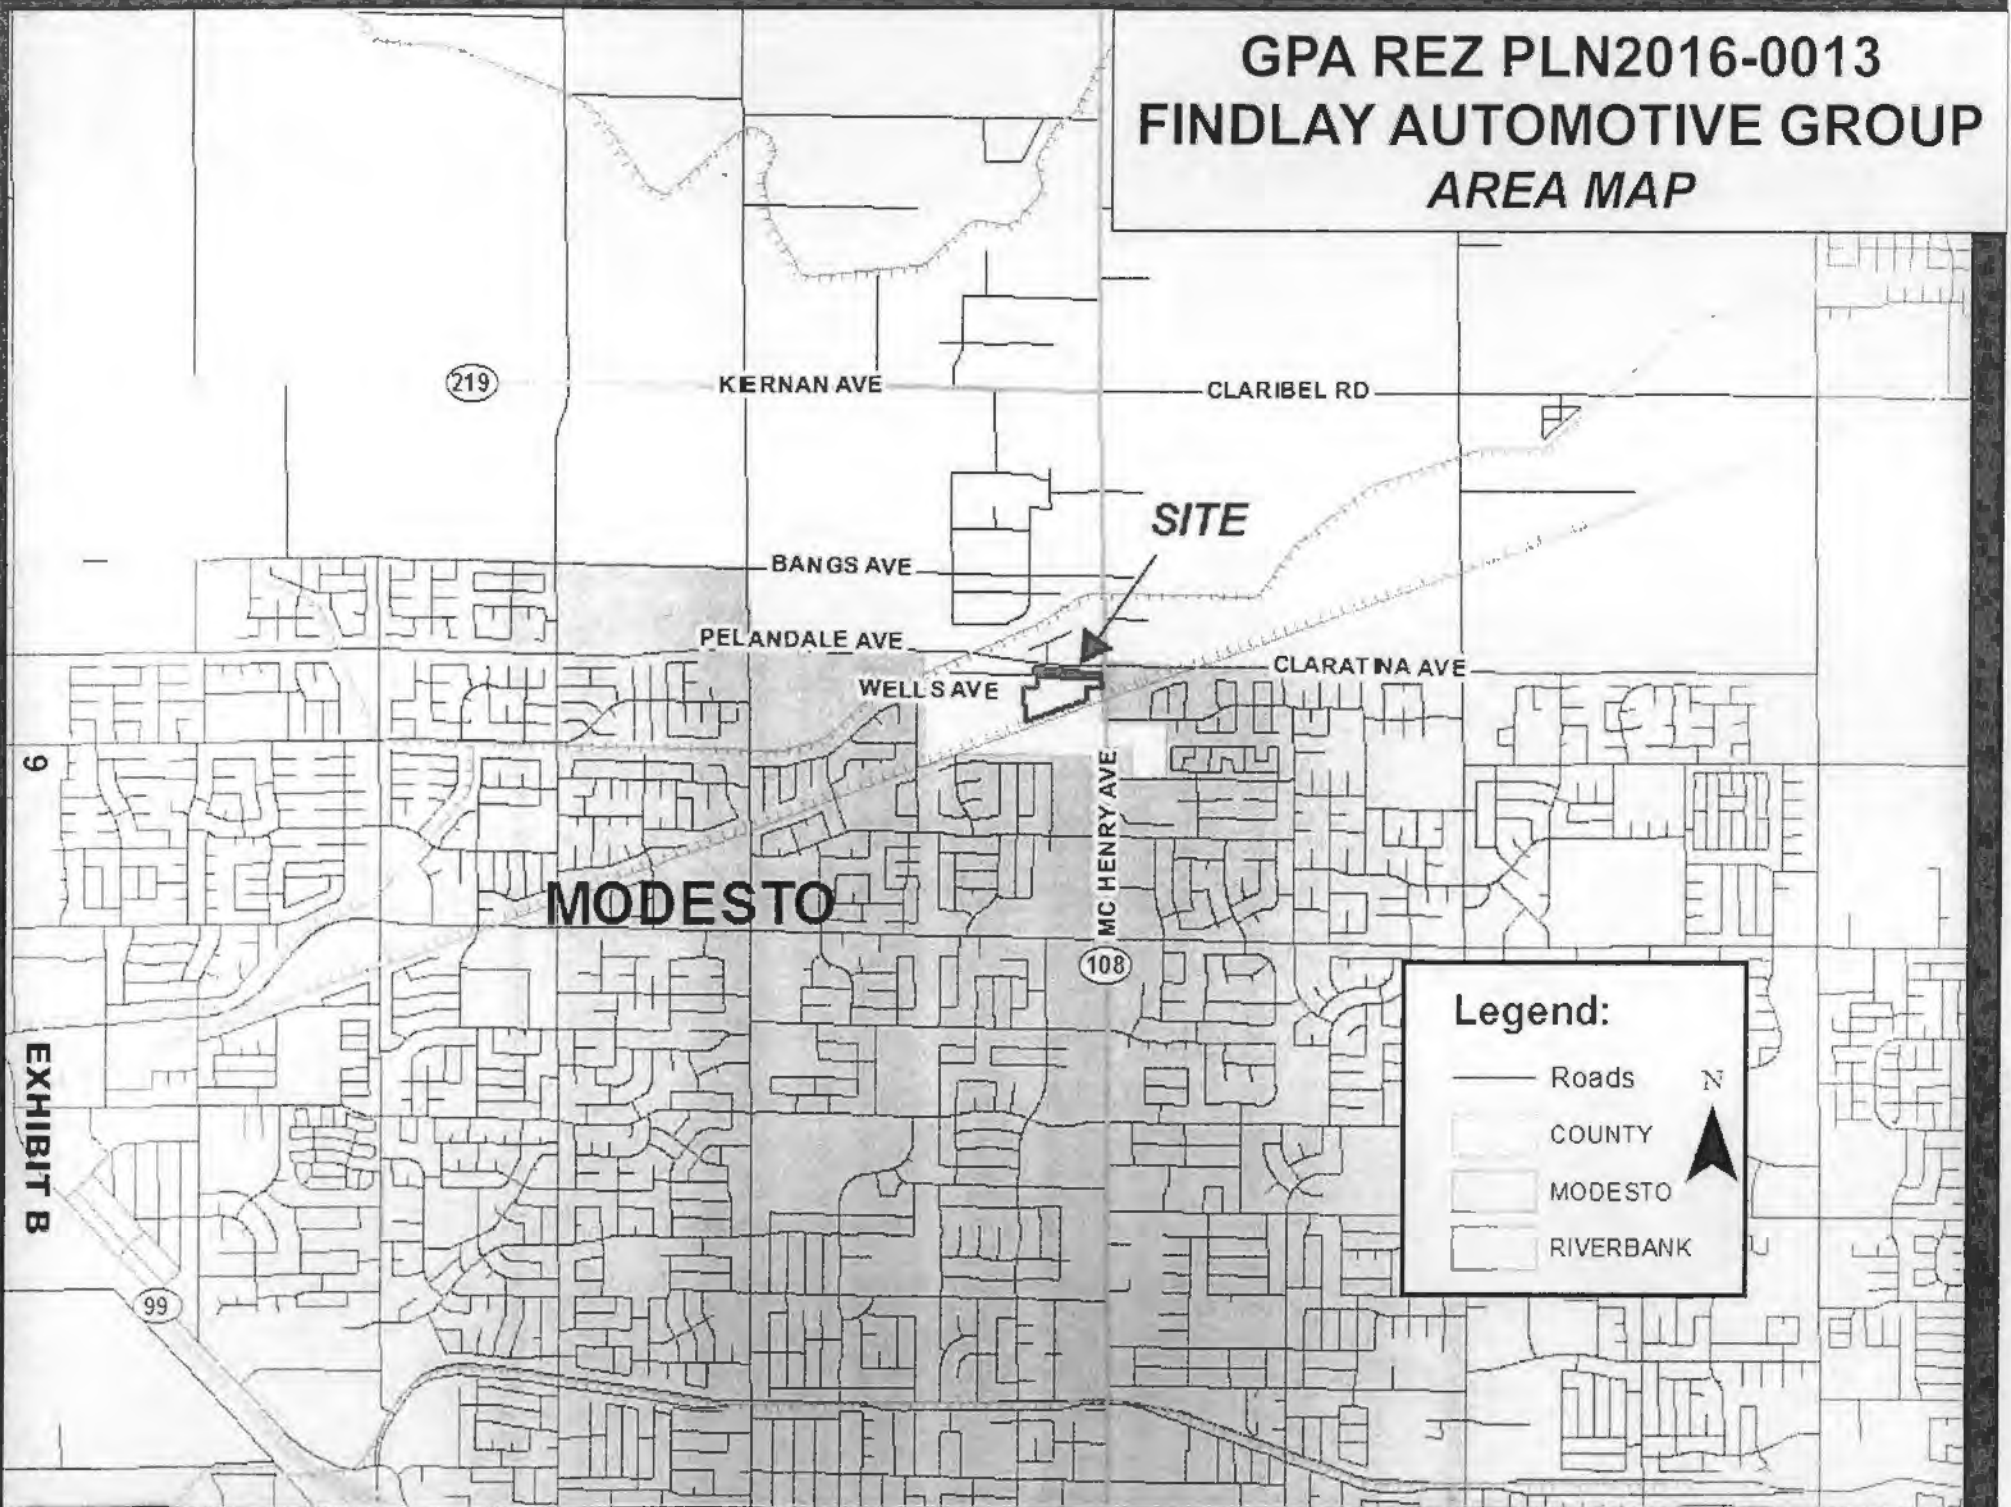 GPA REZ PLN2016-0013
FINDLAY AUTOMOTIVE GROUP
AREA MAP
219
KIERNAN AVE
CLARIBEL RD
SITE
BANGS AVE
PELANDALE AVE
CLARATINA AVE
WELLS AVE
MC HENRY AVE
9
MODESTO
108
Legend:
Roads
N
COUNTY
MODESTO
RIVERBANK
EXHIBIT B
99